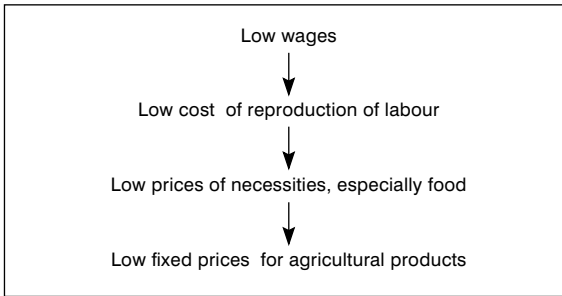 Low wages
Low cost of reproduction of labour
Low prices of necessities, especially food
Low fixed prices for agricultural products